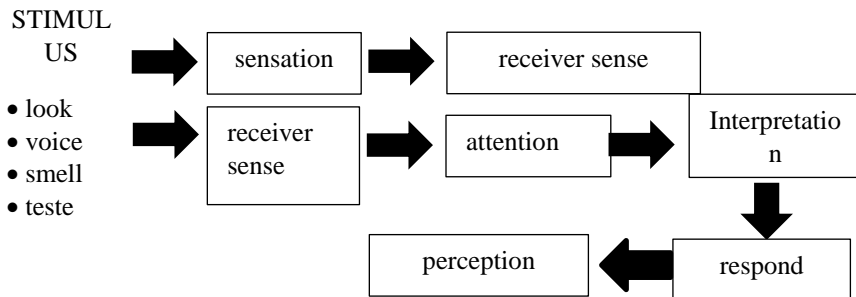 STIMUL
US
• look
• voice
• smell
• teste
sensation
receiver sense
receiver
sense
attention
Interpretatio
n
respond
perception